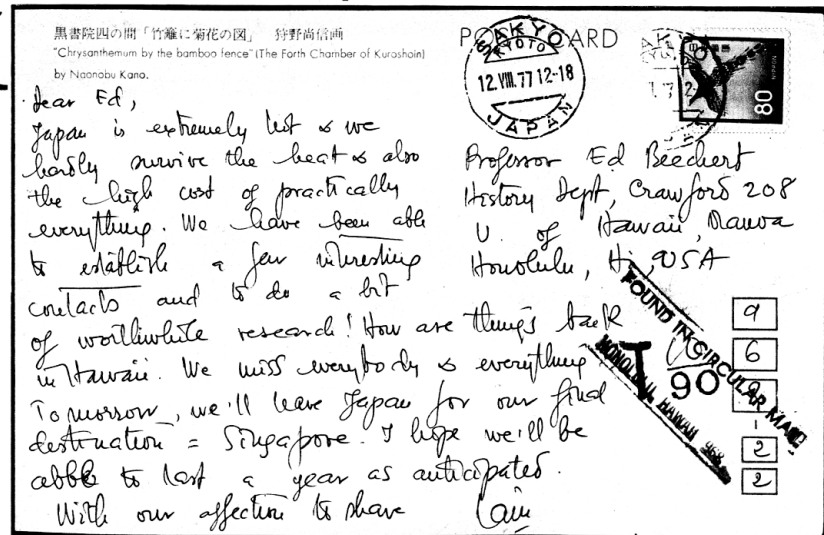 黒書院四の間「竹籬に菊花の図」 狩野尚信画
"Chrysanthemum by the bamboo fence" (The Forth Chamber of Kuroshoin)
by Naonobu Kano.
POST CARD
SAKYO
KYOTO
12.VIII.77 12-18
JAPAN
NIPPON
80
Dear Ed,
Japan is extremely hot & we
hardly survive the heat & also
the high cost of practically
everything. We have been able
to establish a few interesting
contacts and to do a bit
of worthwhile research! How are things back
in Hawaii. We miss everybody & everything
Tomorrow, we'll leave Japan for our final
destination = Singapore. I hope we'll be
abble to last a year as anticipated.
With our affection to share
Professor Ed Beechert
History Dept, Crawford 208
U. of Hawaii, Manoa
Honolulu, Hi, USA
FOUND IN CIRCULAR MAIL
HONOLULU, HAWAII
T
90
9
6
2
2